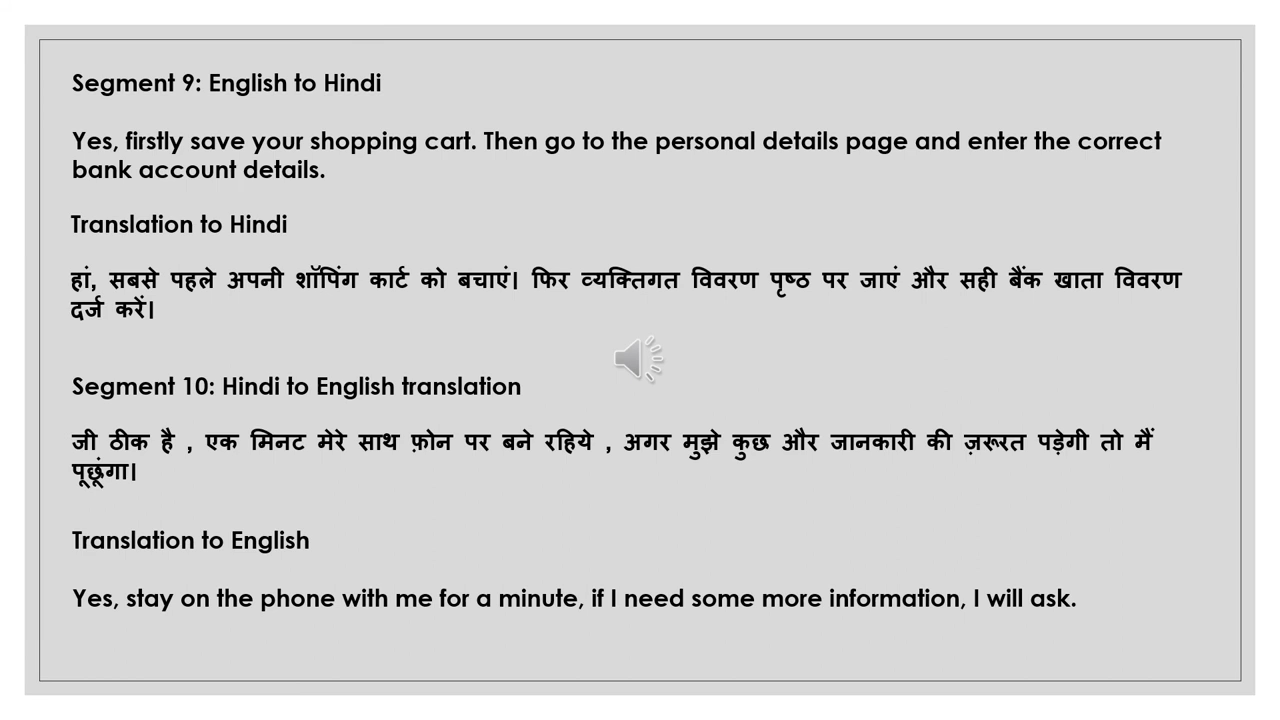 Segment 9: English to Hindi
Yes, firstly save your shopping cart. Then go to the personal details page and enter the correct
bank account details.
Translation to Hindi
हां, सबसे पहले अपनी शॉपिंग कार्ट को बचाएं। फिर व्यक्तिगत विवरण पृष्ठ पर जाएं और सही बैंक खाता विवरण
दर्ज करें।
Segment 10: Hindi to English translation
जी ठीक है , एक मिनट मेरे साथ फ़ोन पर बने रहिये , अगर मुझे कुछ और जानकारी की ज़रूरत पड़ेगी तो मैं
पूछूंगा।
Translation to English
Yes, stay on the phone with me for a minute, if I need some more information, I will ask.